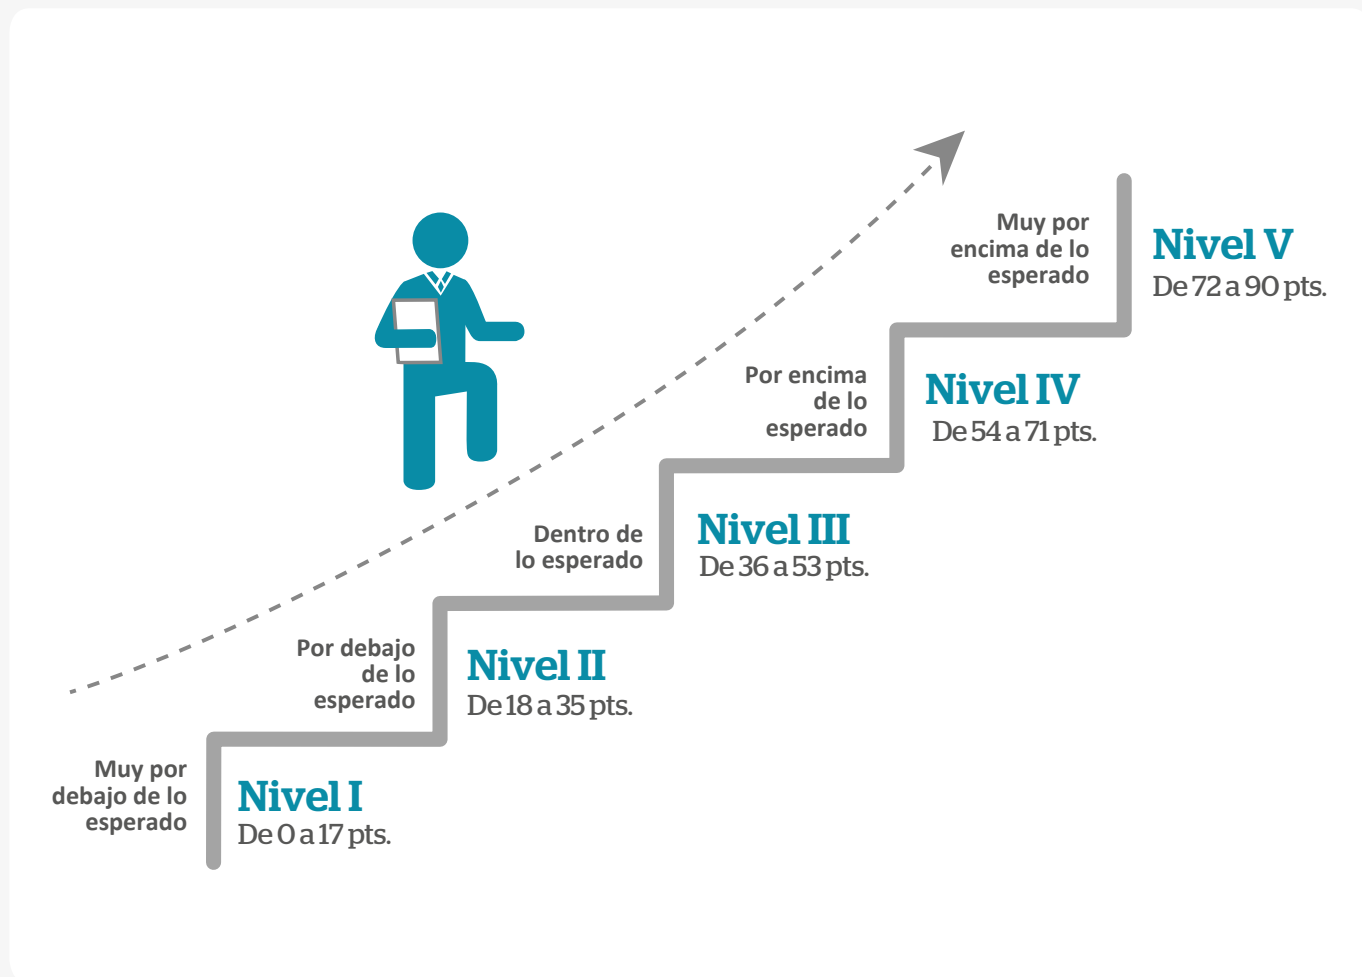 Muy por
encima de lo
esperado
Nivel V
De 72 a 90 pts.
Por encima
de lo
esperado
Nivel IV
De 54 a 71 pts.
Dentro de
lo esperado
Nivel III
De 36 a 53 pts.
Por debajo
de lo
esperado
Nivel II
De 18 a 35 pts.
Muy por
debajo de lo
esperado
Nivel I
De 0 a 17 pts.